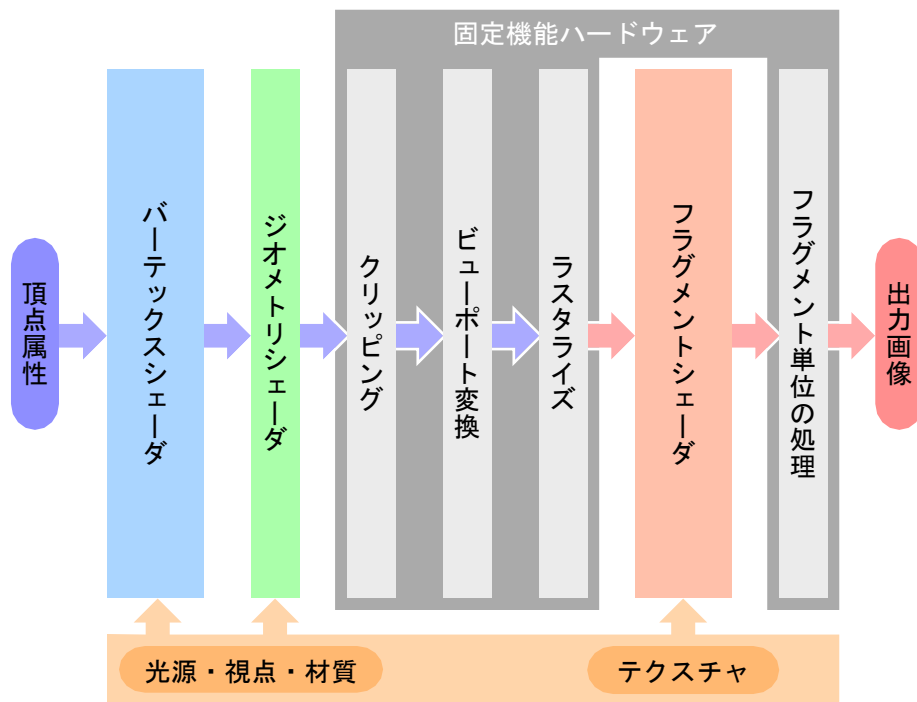 固定機能ハードウェア
頂点属性
バーテックスシェーダ
ジオメトリシェーダ
クリッピング
ビューポート変換
ラスタライズ
フラグメントシェーダ
フラグメント単位の処理
出力画像
光源・視点・材質
テクスチャ